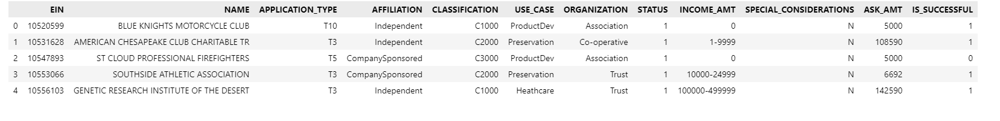 EIN NAME APPLICATION_TYPE AFFILIATION CLASSIFICATION USE_CASE ORGANIZATION STATUS INCOME_AMT SPECIAL_CONSIDERATIONS ASK_AMT IS_SUCCESSFUL
0 10520599 BLUE KNIGHTS MOTORCYCLE CLUB T10 Independent C1000 ProductDev Association 1 0 N 5000 1
1 10531628 AMERICAN CHESAPEAKE CLUB CHARITABLE TR T3 Independent C2000 Preservation Co-operative 1 1-9999 N 108590 1
2 10547893 ST CLOUD PROFESSIONAL FIREFIGHTERS T5 CompanySponsored C3000 ProductDev Association 1 0 N 5000 0
3 10553066 SOUTHSIDE ATHLETIC ASSOCIATION T3 CompanySponsored C2000 Preservation Trust 1 10000-24999 N 6692 1
4 10556103 GENETIC RESEARCH INSTITUTE OF THE DESERT T3 Independent C1000 Heathcare Trust 1 100000-499999 N 142590 1